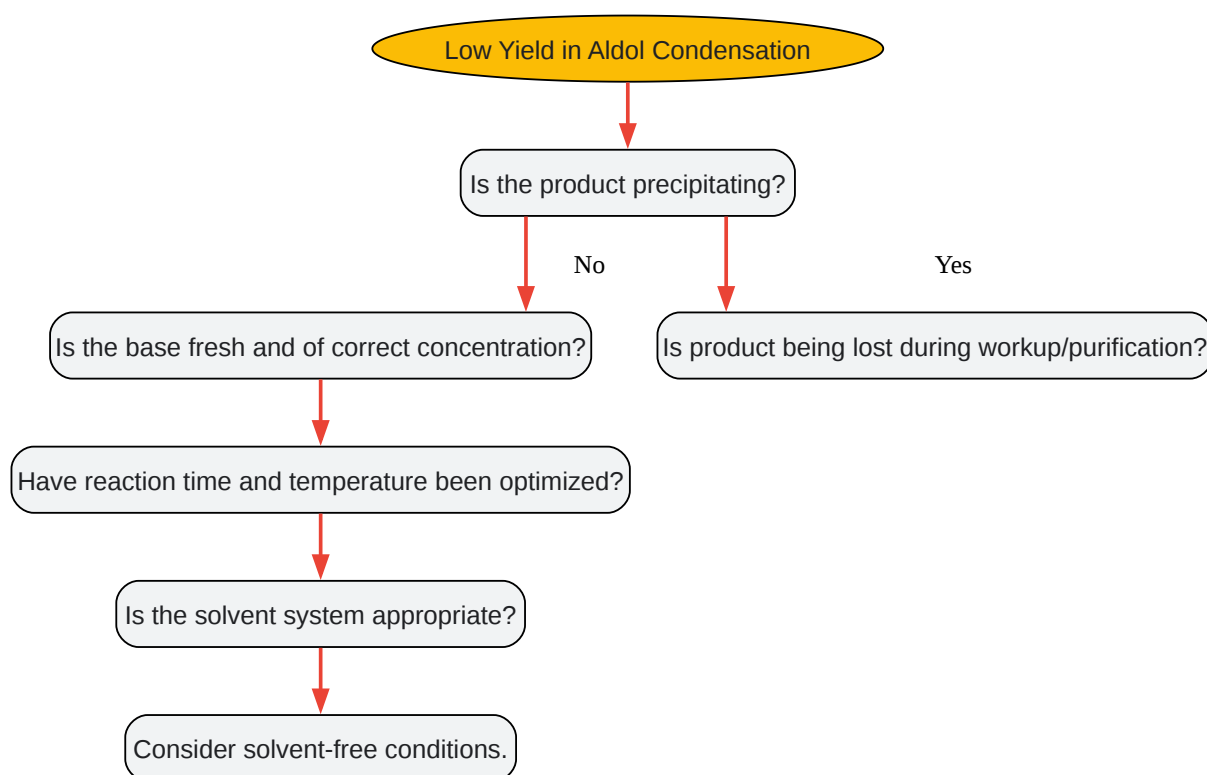 Low Yield in Aldol Condensation
Is the product precipitating?
No
Yes
Is the base fresh and of correct concentration?
Is product being lost during workup/purification?
Have reaction time and temperature been optimized?
Is the solvent system appropriate?
Consider solvent-free conditions.